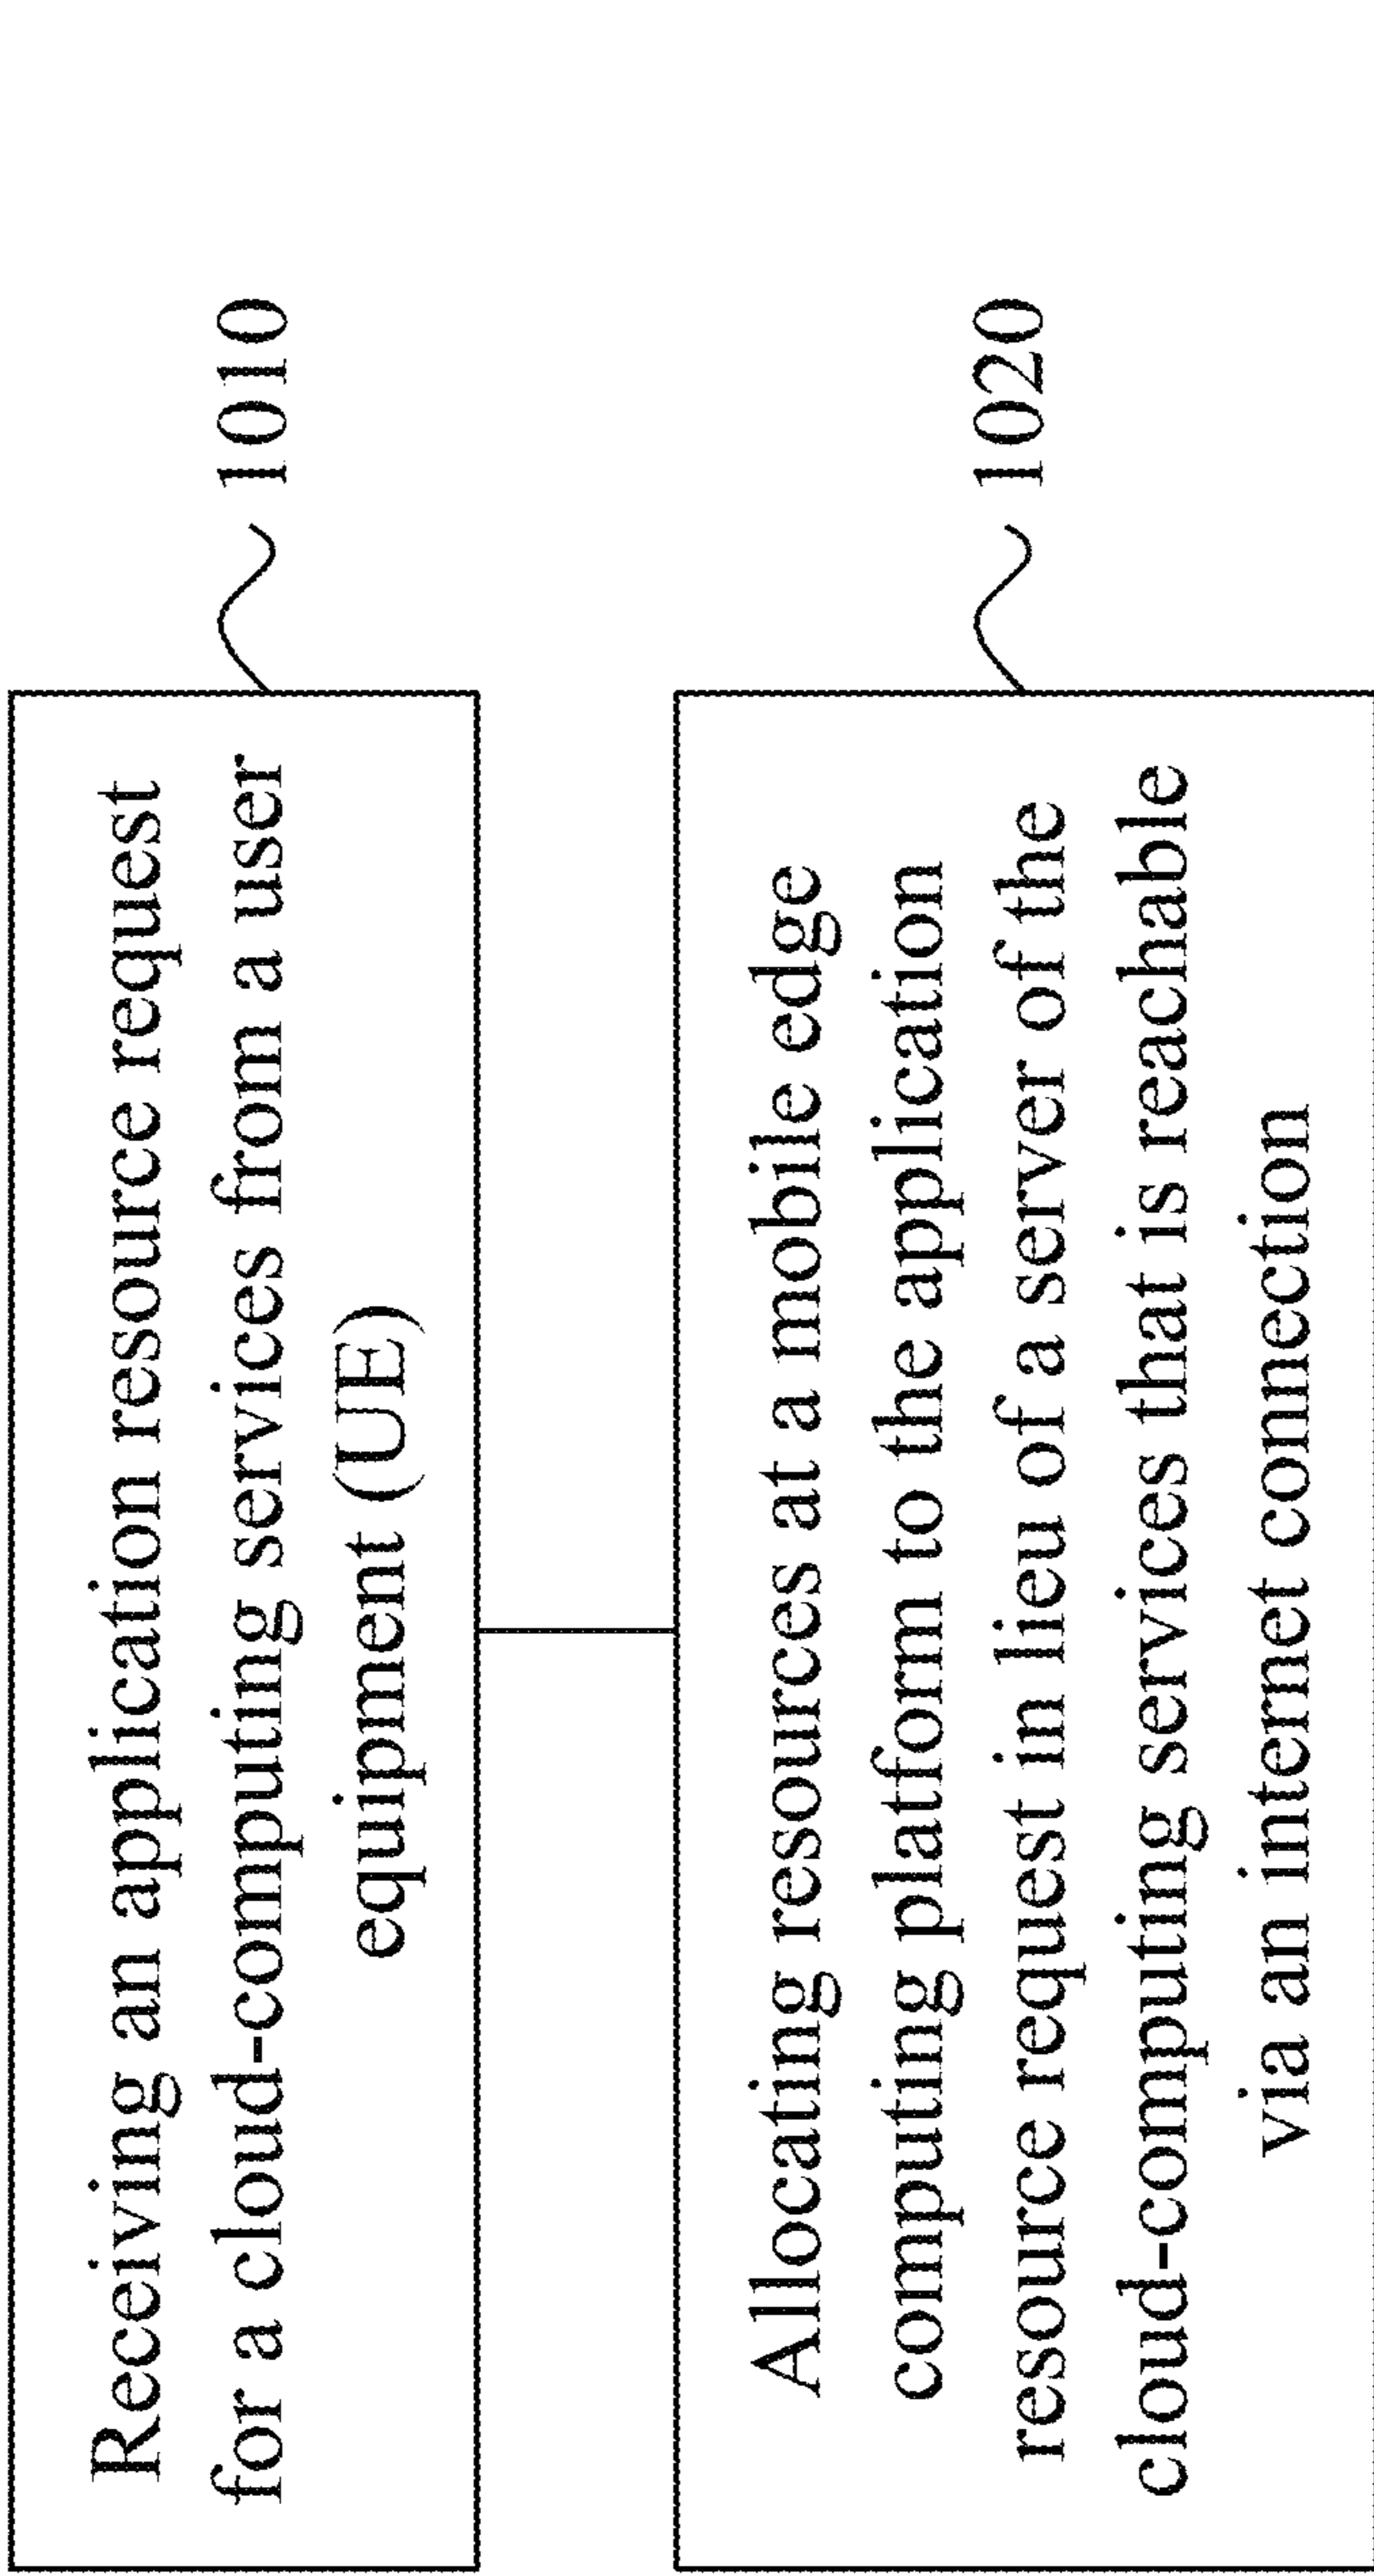 Receiving an application resource request
for a cloud-computing services from a user
equipment (UE)
1010
Allocating resources at a mobile edge
computing platform to the application
resource request in lieu of a server of the
cloud-computing services that is reachable
via an internet connection
1020